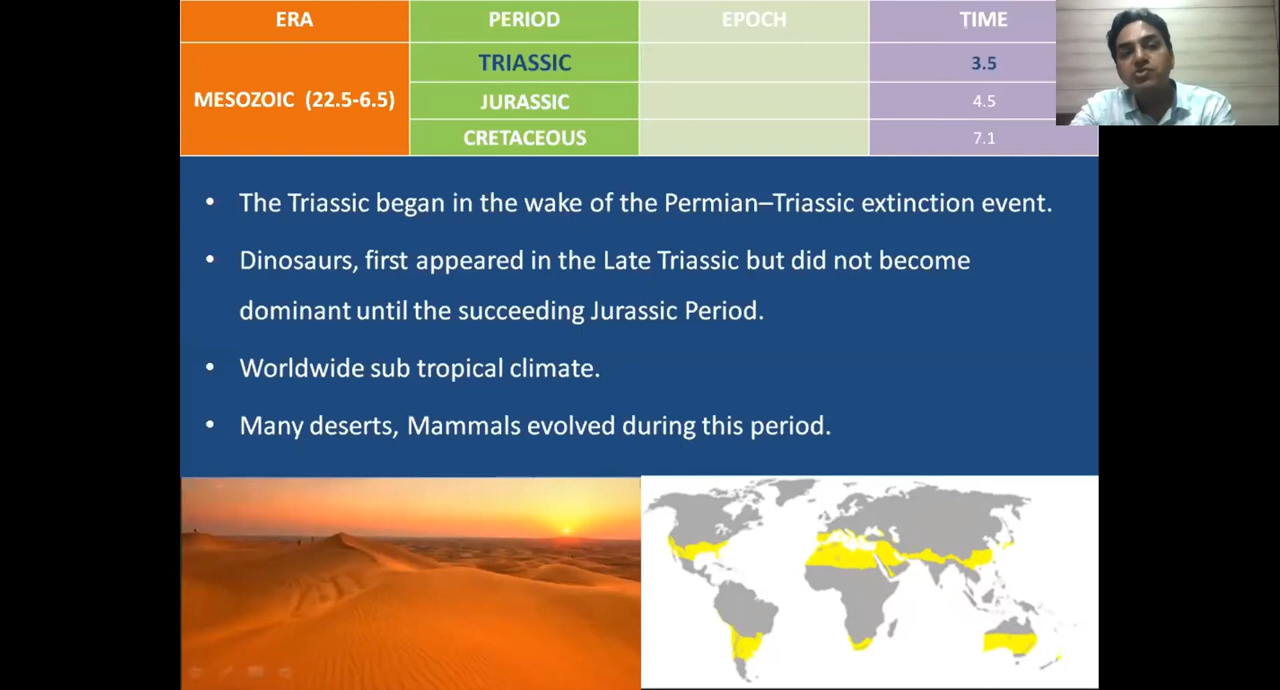 ERA PERIOD EPOCH TIME
TRIASSIC 3.5
MESOZOIC (22.5-6.5) JURASSIC 4.5
CRETACEOUS 7.1
• The Triassic began in the wake of the Permian–Triassic extinction event.
• Dinosaurs, first appeared in the Late Triassic but did not become
dominant until the succeeding Jurassic Period.
• Worldwide sub tropical climate.
• Many deserts, Mammals evolved during this period.